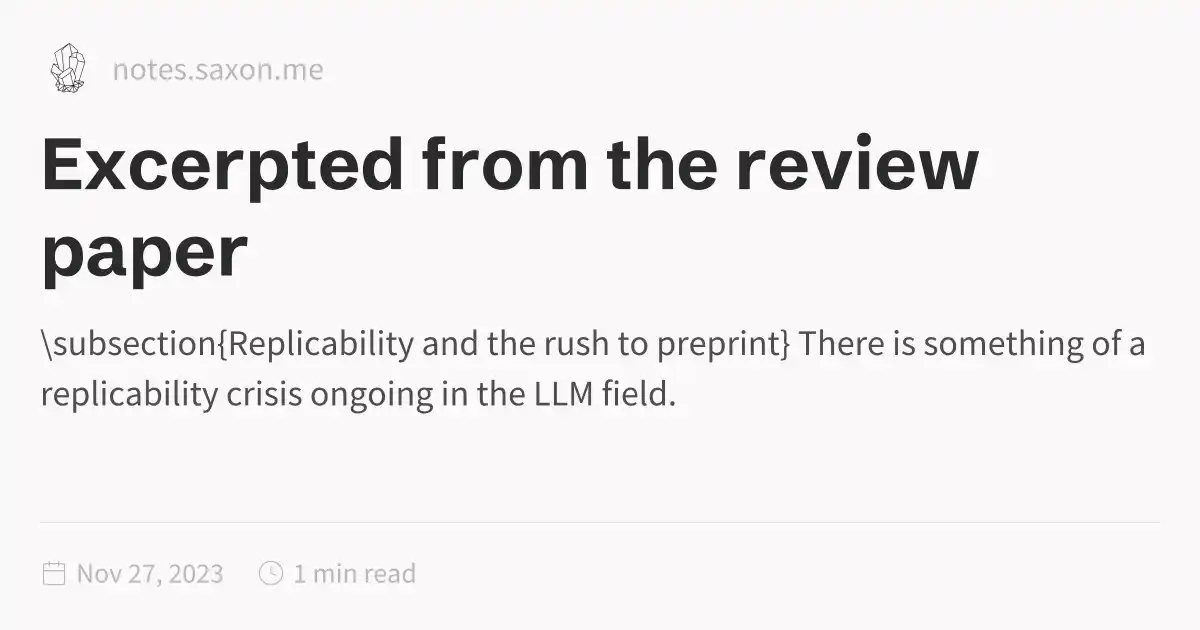 notes.saxon.me
Excerpted from the review
paper
\subsection{Replicability and the rush to preprint} There is something of a
replicability crisis ongoing in the LLM field.
Nov 27, 2023 1 min read